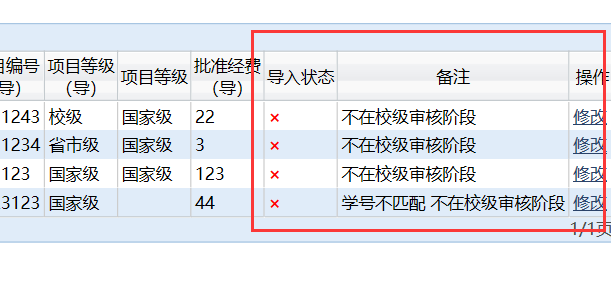 目编号 项目等级 项目等级 批准经费 导入状态 备注 操作
导） （导） （导）
1243 校级 国家级 22 × 不在校级审核阶段 修改
1234 省市级 国家级 3 × 不在校级审核阶段 修改
123 国家级 国家级 123 × 不在校级审核阶段 修改
3123 国家级 44 × 学号不匹配 不在校级审核阶段 修改
1/1页